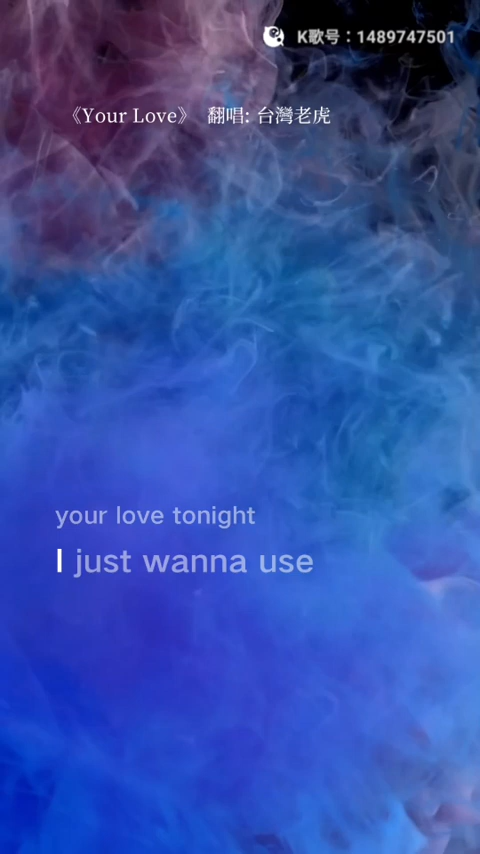 K歌号：1489747501
《Your Love》 翻唱: 台灣老虎
your love tonight
I just wanna use